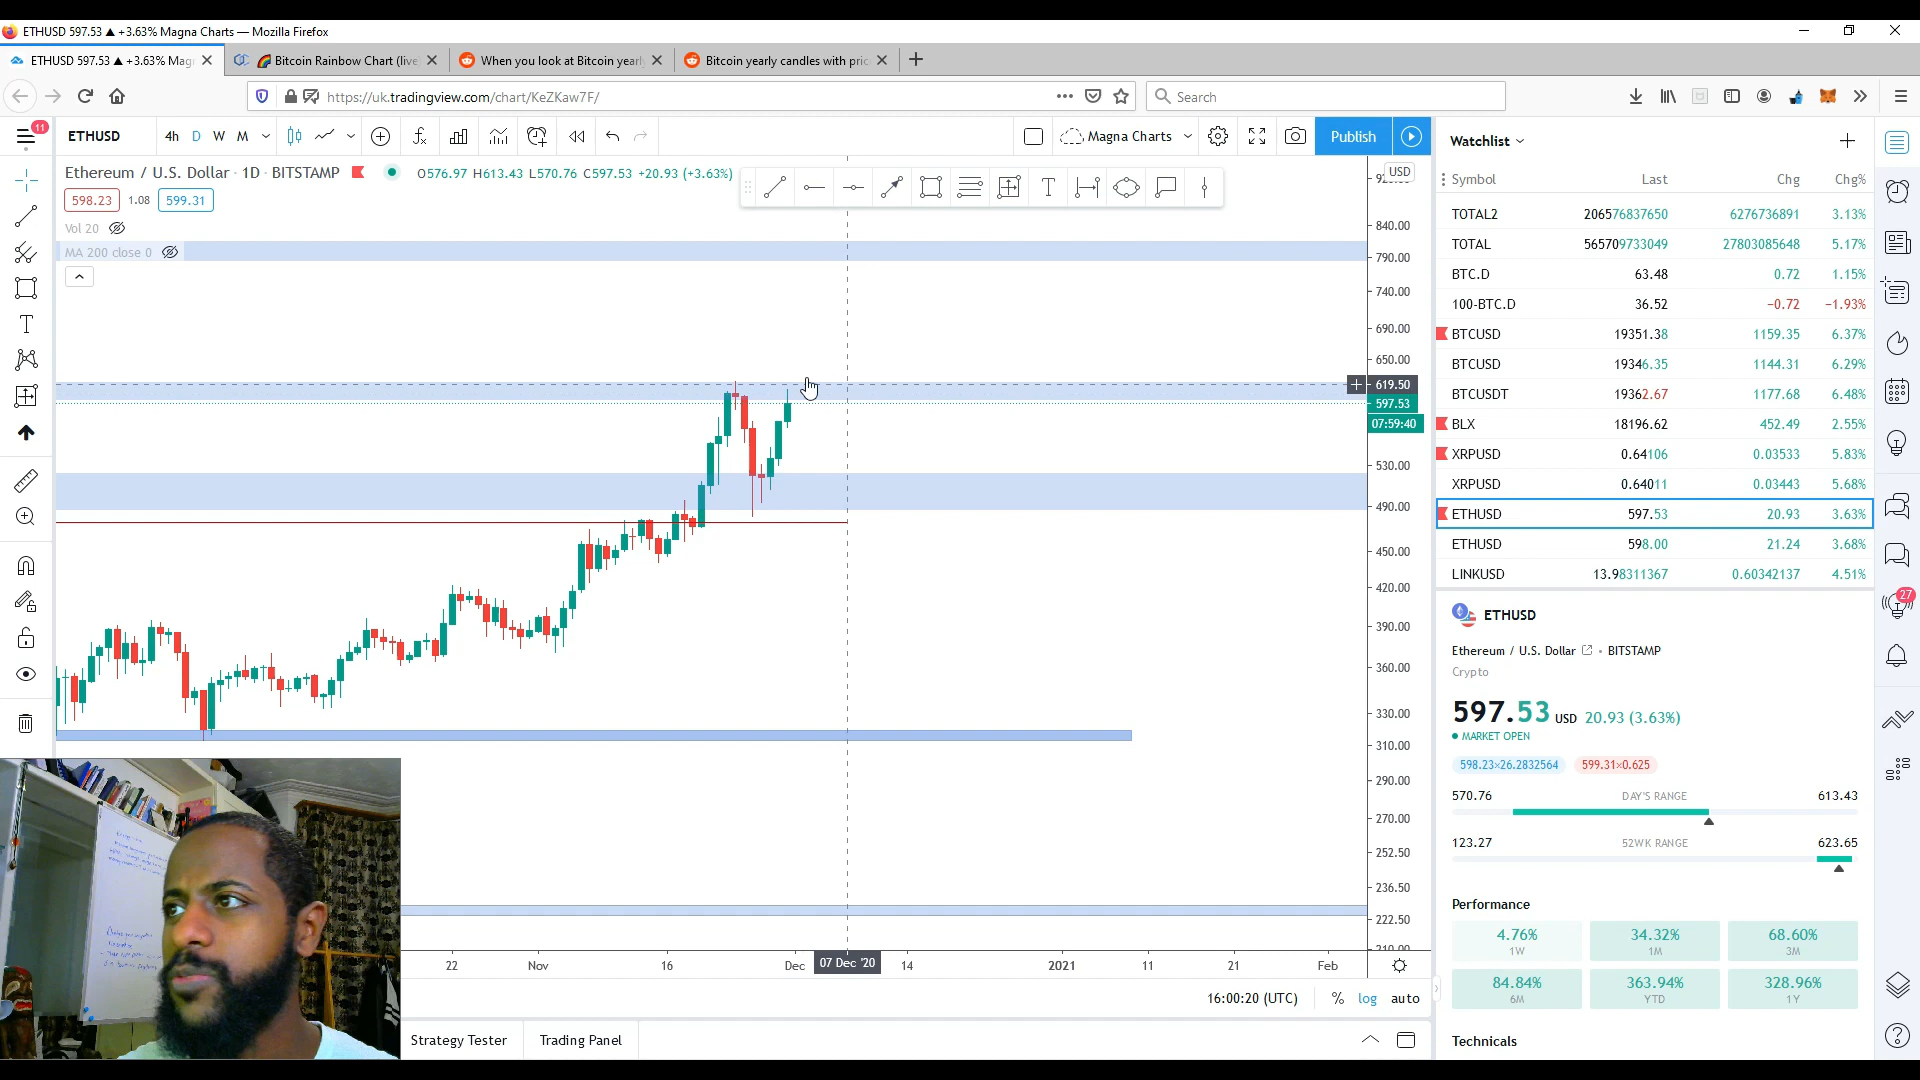 ETHUSD 597.53 ▲ +3.63% Magna Charts — Mozilla Firefox
ETHUSD 597.53 ▲ +3.63% Mag
Bitcoin Rainbow Chart (live
When you look at Bitcoin yearl
Bitcoin yearly candles with pric
https://uk.tradingview.com/chart/KeZKaw7F/
Search
11
ETHUSD
4h D W M
Magna Charts
Publish
Ethereum / U.S. Dollar · 1D · BITSTAMP
O576.97 H613.43 L570.76 C597.53 +20.93 (+3.63%)
598.23 1.08 599.31
Vol 20
MA 200 close 0
USD
840.00
790.00
740.00
690.00
650.00
619.50
597.53
07:59:40
530.00
490.00
450.00
420.00
390.00
360.00
330.00
310.00
290.00
270.00
252.50
236.50
222.50
210.00
22 Nov 16 Dec 07 Dec '20 14 2021 11 21 Feb
16:00:20 (UTC) % log auto
Strategy Tester Trading Panel
Watchlist
Symbol Last Chg Chg%
TOTAL2 206576837650 6276736891 3.13%
TOTAL 565709733049 27803085648 5.17%
BTC.D 63.48 0.72 1.15%
100-BTC.D 36.52 −0.72 −1.93%
BTCUSD 19351.38 1159.35 6.37%
BTCUSD 19346.35 1144.31 6.29%
BTCUSDT 19362.67 1177.68 6.48%
BLX 18196.62 452.49 2.55%
XRPUSD 0.64106 0.03533 5.83%
XRPUSD 0.64011 0.03443 5.68%
ETHUSD 597.53 20.93 3.63%
ETHUSD 598.00 21.24 3.68%
LINKUSD 13.98311367 0.60342137 4.51%
27
ETHUSD
Ethereum / U.S. Dollar • BITSTAMP
Crypto
597.53 USD 20.93 (3.63%)
MARKET OPEN
598.23×26.2832564 599.31×0.625
570.76 DAY'S RANGE 613.43
123.27 52WK RANGE 623.65
Performance
4.76% 34.32% 68.60%
1W 1M 3M
84.84% 363.94% 328.96%
6M YTD 1Y
Technicals